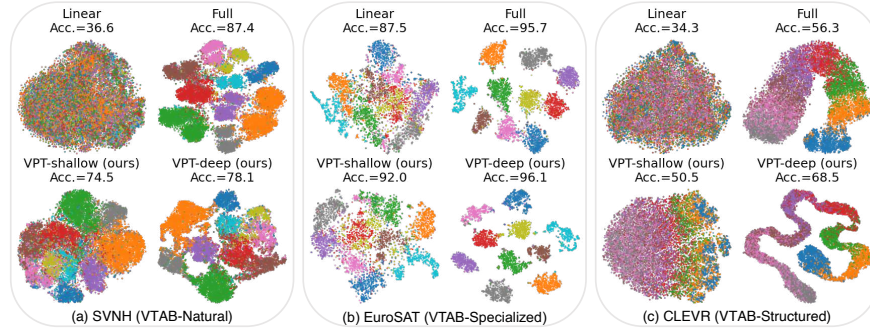 Linear
Acc.=36.6
Full
Acc.=87.4
VPT-shallow (ours)
Acc.=74.5
VPT-deep (ours)
Acc.=78.1
(a) SVNH (VTAB-Natural)
Linear
Acc.=87.5
Full
Acc.=95.7
VPT-shallow (ours)
Acc.=92.0
VPT-deep (ours)
Acc.=96.1
(b) EuroSAT (VTAB-Specialized)
Linear
Acc.=34.3
Full
Acc.=56.3
VPT-shallow (ours)
Acc.=50.5
VPT-deep (ours)
Acc.=68.5
(c) CLEVR (VTAB-Structured)